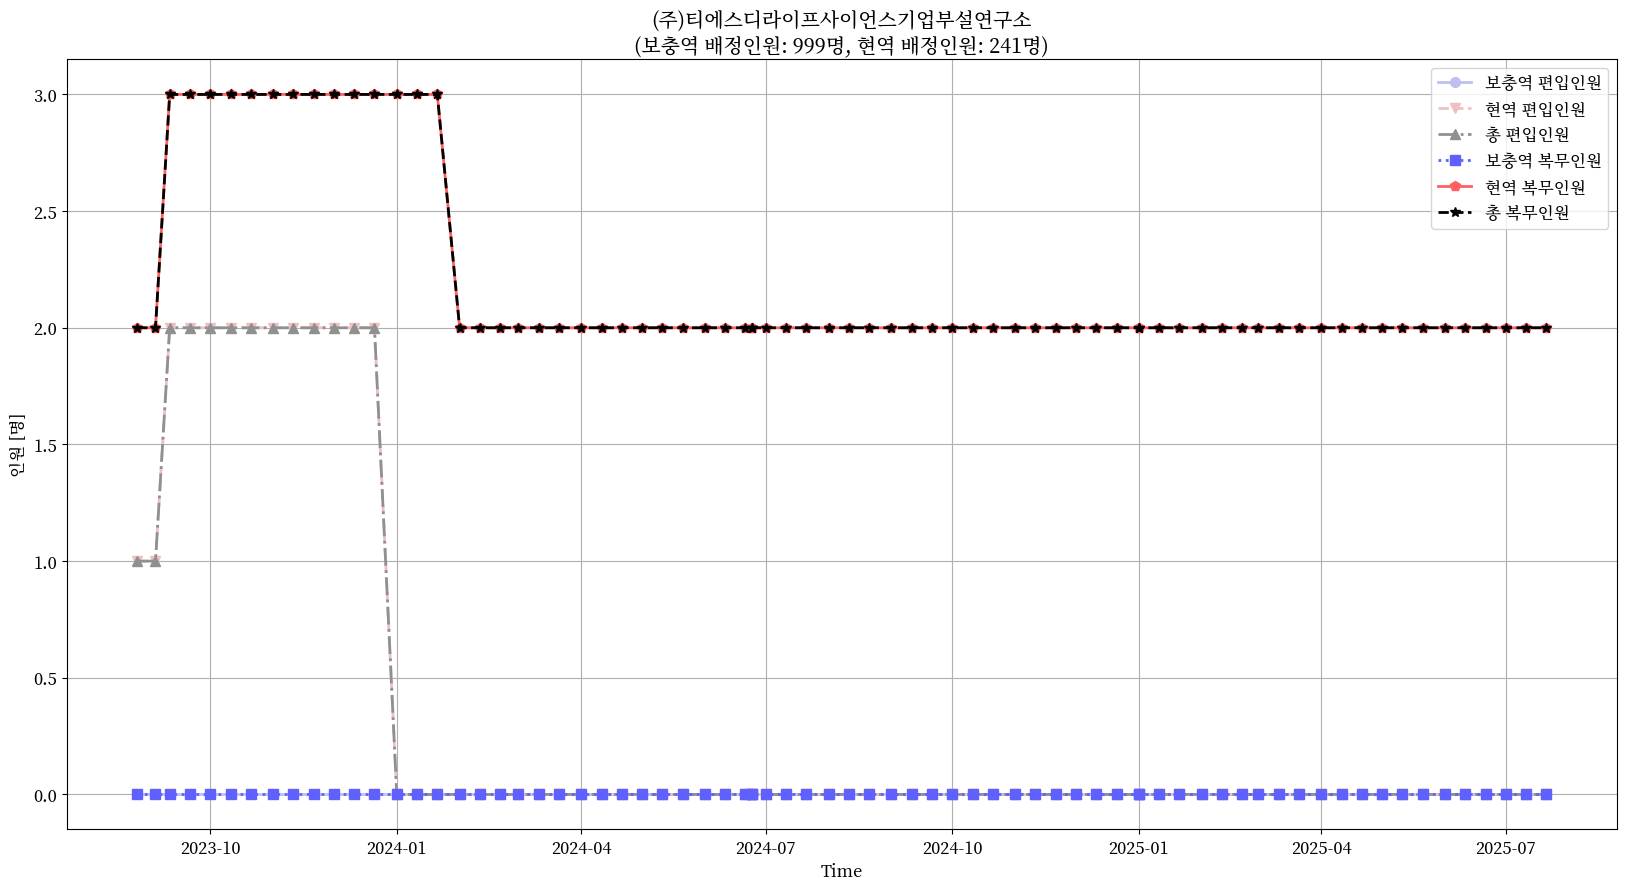 (주)티에스디라이프사이언스기업부설연구소
(보충역 배정인원: 999명, 현역 배정인원: 241명)
보충역 편입인원
현역 편입인원
총 편입인원
보충역 복무인원
현역 복무인원
총 복무인원
3.0
2.5
2.0
1.5
1.0
0.5
0.0
인원 [명]
2023-10
2024-01
2024-04
2024-07
2024-10
2025-01
2025-04
2025-07
Time